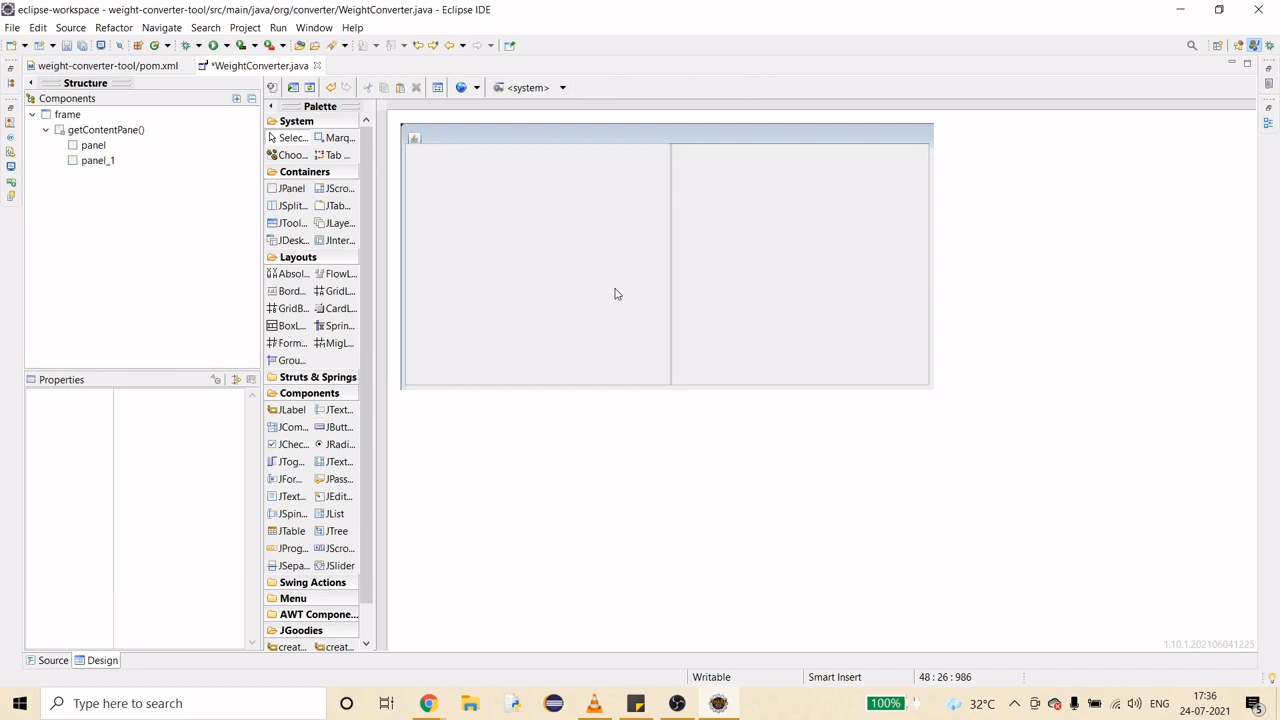 eclipse-workspace - weight-converter-tool/src/main/java/org/converter/WeightConverter.java - Eclipse IDE
File Edit Source Refactor Navigate Search Project Run Window Help
weight-converter-tool/pom.xml *WeightConverter.java
Structure
Components
frame
getContentPane()
panel
panel_1
Properties
<system>
Palette
System
Selec... Marq...
Choo... Tab ...
Containers
JPanel JScro...
JSplit... JTab...
JTool... JLaye...
JDesk... JInter...
Layouts
Absol... FlowL...
Bord... GridL...
GridB... CardL...
BoxL... Sprin...
Form... MigL...
Grou...
Struts & Springs
Components
JLabel JText...
JCom... JButt...
JChec... JRadi...
JTog... JText...
JFor... JPass...
JText... JEdit...
JSpin... JList
JTable JTree
JProg... JScro...
JSepa... JSlider
Swing Actions
Menu
AWT Compone...
JGoodies
creat... creat...
1.10.1.202106041225
Source Design
Writable Smart Insert 48 : 26 : 986
Type here to search
100% 32°C ENG 17:36
24-07-2021
5